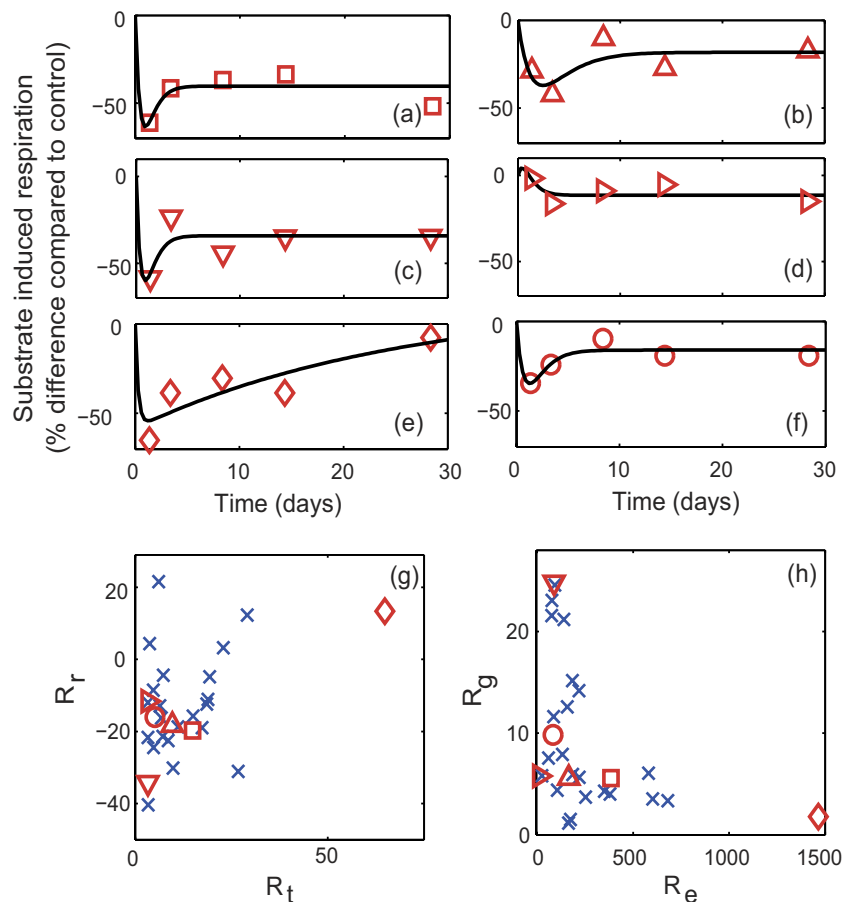 Substrate induced respiration
(% difference compared to control)
0
−50
(a)
0
−50
(b)
0
−50
(c)
0
−50
(d)
0
−50
(e)
0
−50
(f)
0 10 20 30
0 10 20 30
Time (days)
Time (days)
20
0
−20
−40
(g)
R_r
0 50
R_t
20
10
0
(h)
R_g
0 500 1000 1500
R_e